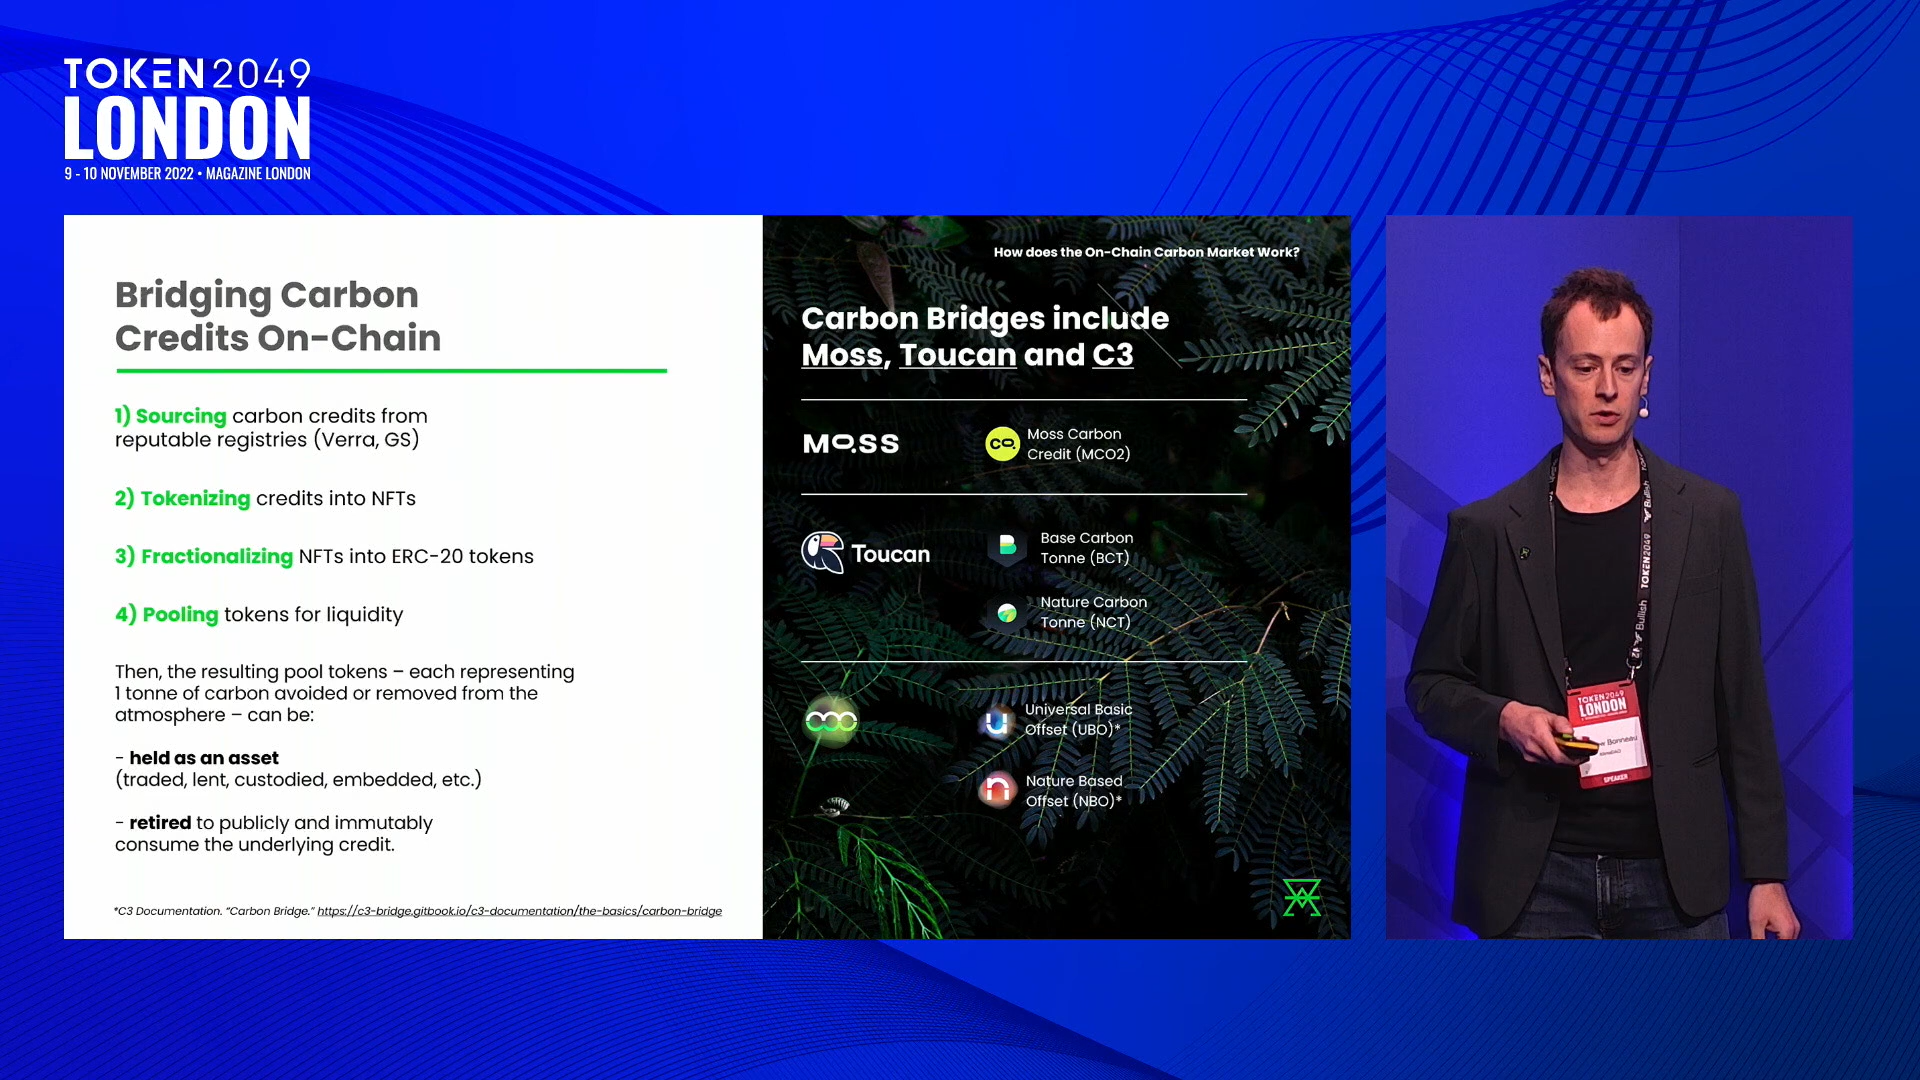 TOKEN2049
LONDON
9 - 10 NOVEMBER 2022 • MAGAZINE LONDON
Bridging Carbon
Credits On-Chain
1) Sourcing carbon credits from
reputable registries (Verra, GS)
2) Tokenizing credits into NFTs
3) Fractionalizing NFTs into ERC-20 tokens
4) Pooling tokens for liquidity
Then, the resulting pool tokens – each representing
1 tonne of carbon avoided or removed from the
atmosphere – can be:
- held as an asset
(traded, lent, custodied, embedded, etc.)
- retired to publicly and immutably
consume the underlying credit.
*C3 Documentation. “Carbon Bridge.” https://c3-bridge.gitbook.io/c3-documentation/the-basics/carbon-bridge
How does the On-Chain Carbon Market Work?
Carbon Bridges include
Moss, Toucan and C3
MOSS
CO.
Moss Carbon
Credit (MCO2)
Toucan
Base Carbon
Tonne (BCT)
Nature Carbon
Tonne (NCT)
Universal Basic
Offset (UBO)*
Nature Based
Offset (NBO)*
Bullish
TOKEN2049
Bullish
TOKEN2049
LONDON
SPEAKER